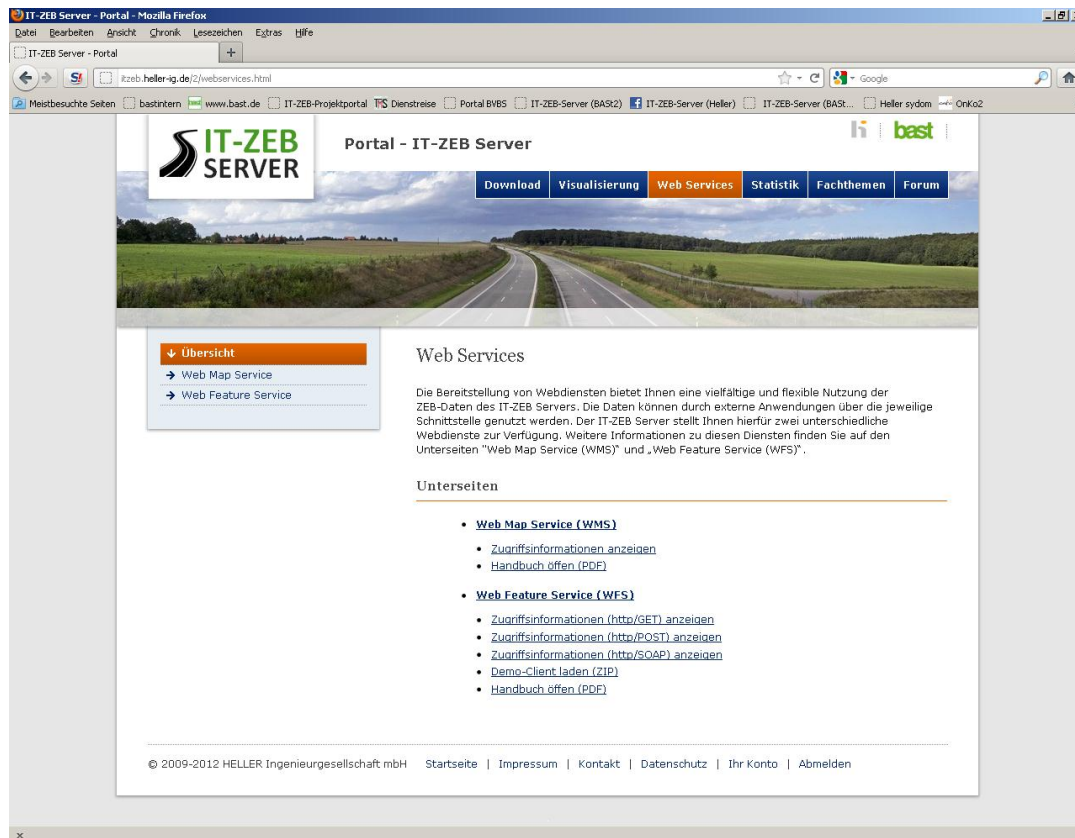 IT-ZEB Server - Portal - Mozilla Firefox
Datei Bearbeiten Ansicht Chronik Lesezeichen Extras Hilfe
IT-ZEB Server - Portal +
S! itzeb.heller-ig.de/2/webservices.html Google
Meistbesuchte Seiten bastintern www.bast.de IT-ZEB-Projektportal Dienstreise Portal BVBS IT-ZEB-Server (BASt2) IT-ZEB-Server (Heller) IT-ZEB-Server (BASt... Heller sydom OnKo2
IT-ZEB
SERVER
Portal - IT-ZEB Server
bast
Download Visualisierung Web Services Statistik Fachthemen Forum
Übersicht
Web Map Service
Web Feature Service
Web Services
Die Bereitstellung von Webdiensten bietet Ihnen eine vielfältige und flexible Nutzung der
ZEB-Daten des IT-ZEB Servers. Die Daten können durch externe Anwendungen über die jeweilige
Schnittstelle genutzt werden. Der IT-ZEB Server stellt Ihnen hierfür zwei unterschiedliche
Webdienste zur Verfügung. Weitere Informationen zu diesen Diensten finden Sie auf den
Unterseiten "Web Map Service (WMS)" und „Web Feature Service (WFS)".
Unterseiten
• Web Map Service (WMS)
• Zugriffsinformationen anzeigen
• Handbuch öffen (PDF)
• Web Feature Service (WFS)
• Zugriffsinformationen (http/GET) anzeigen
• Zugriffsinformationen (http/POST) anzeigen
• Zugriffsinformationen (http/SOAP) anzeigen
• Demo-Client laden (ZIP)
• Handbuch öffen (PDF)
© 2009-2012 HELLER Ingenieurgesellschaft mbH Startseite | Impressum | Kontakt | Datenschutz | Ihr Konto | Abmelden